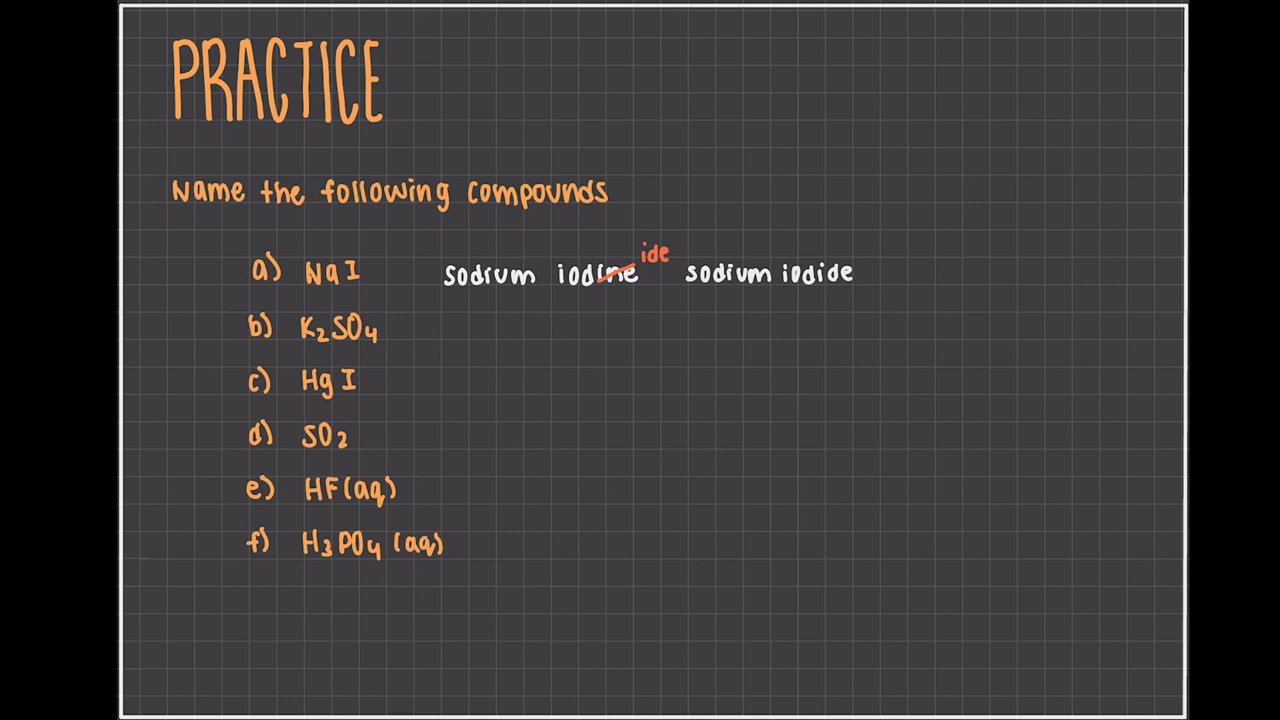 PRACTICE
Name the following compounds
a) NaI sodium iodine ide sodium iodide
b) K₂SO₄
c) HgI
d) SO₂
e) HF(aq)
f) H₃PO₄ (aq)